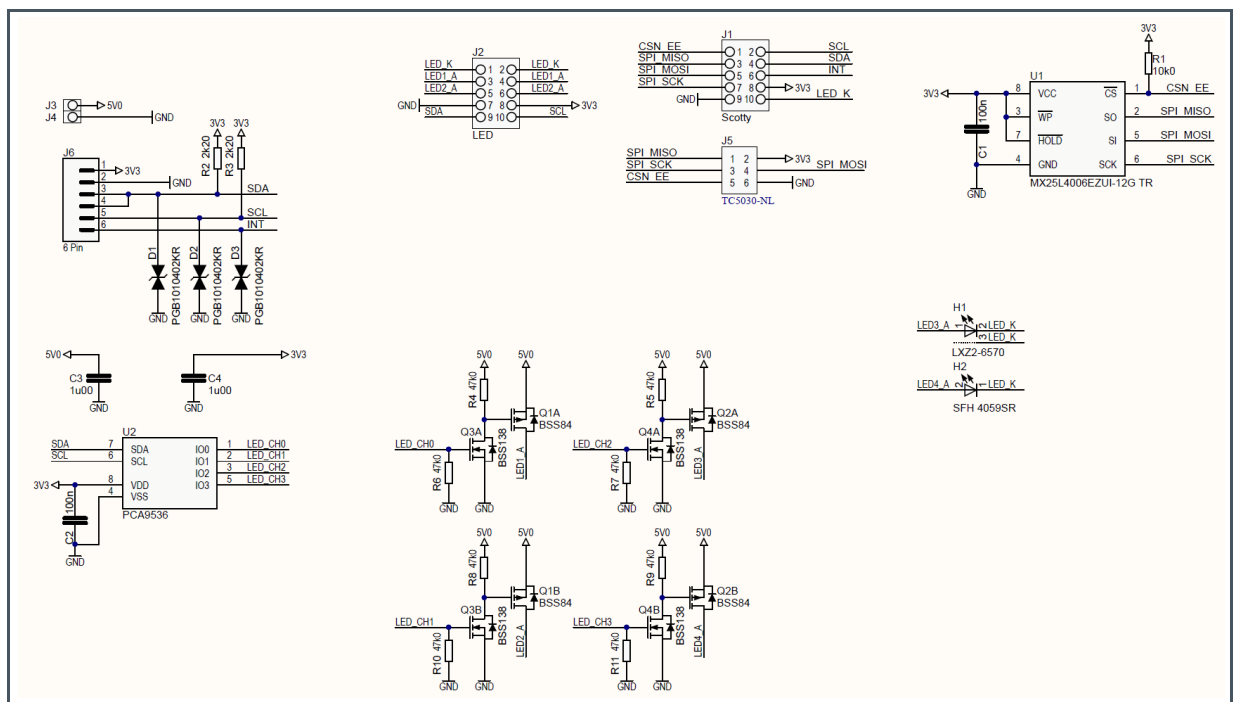 J3
J4
5V0
GND
J6
1
2
3
4
5
6
3V3
GND
6 Pin
3V3 3V3
R2 2k20
R3 2k20
SDA
SCL
INT
D1
PGB1010402KR
D2
PGB1010402KR
D3
PGB1010402KR
GND GND GND
J2
LED_K 1 2 LED_K
LED1_A 3 4 LED1_A
LED2_A 5 6 LED2_A
GND 7 8 3V3
SDA 9 10 SCL
LED
J1
CSN_EE 1 2 SCL
SPI_MISO 3 4 SDA
SPI_MOSI 5 6 INT
SPI_SCK 7 8 3V3
GND 9 10 LED_K
Scotty
J5
SPI_MISO 1 2 3V3
SPI_SCK 3 4 SPI_MOSI
CSN_EE 5 6 GND
TC5030-NL
3V3
R1
10k0
U1
3V3
8 VCC CS 1 CSN_EE
3 WP SO 2 SPI_MISO
7 HOLD SI 5 SPI_MOSI
4 GND SCK 6 SPI_SCK
MX25L4006EZUI-12G TR
100n
C1
GND
H1
LED3_A 1 2 LED_K
3 LED_K
LXZ2-6570
H2
LED4_A 2 1 LED_K
SFH 4059SR
5V0
C3
1u00
GND
3V3
C4
1u00
GND
U2
SDA 7 SDA IO0 1 LED_CH0
SCL 6 SCL IO1 2 LED_CH1
IO2 3 LED_CH2
3V3 8 VDD IO3 5 LED_CH3
4 VSS
PCA9536
100n
C2
GND
5V0 5V0
R4 47k0
Q1A
BSS84
Q3A
BSS138
LED_CH0
R6 47k0
LED1_A
GND GND
5V0 5V0
R5 47k0
Q2A
BSS84
Q4A
BSS138
LED_CH2
R7 47k0
LED3_A
GND GND
5V0 5V0
R8 47k0
Q1B
BSS84
Q3B
BSS138
LED_CH1
R10 47k0
LED2_A
GND GND
5V0 5V0
R9 47k0
Q2B
BSS84
Q4B
BSS138
LED_CH3
R11 47k0
LED4_A
GND GND